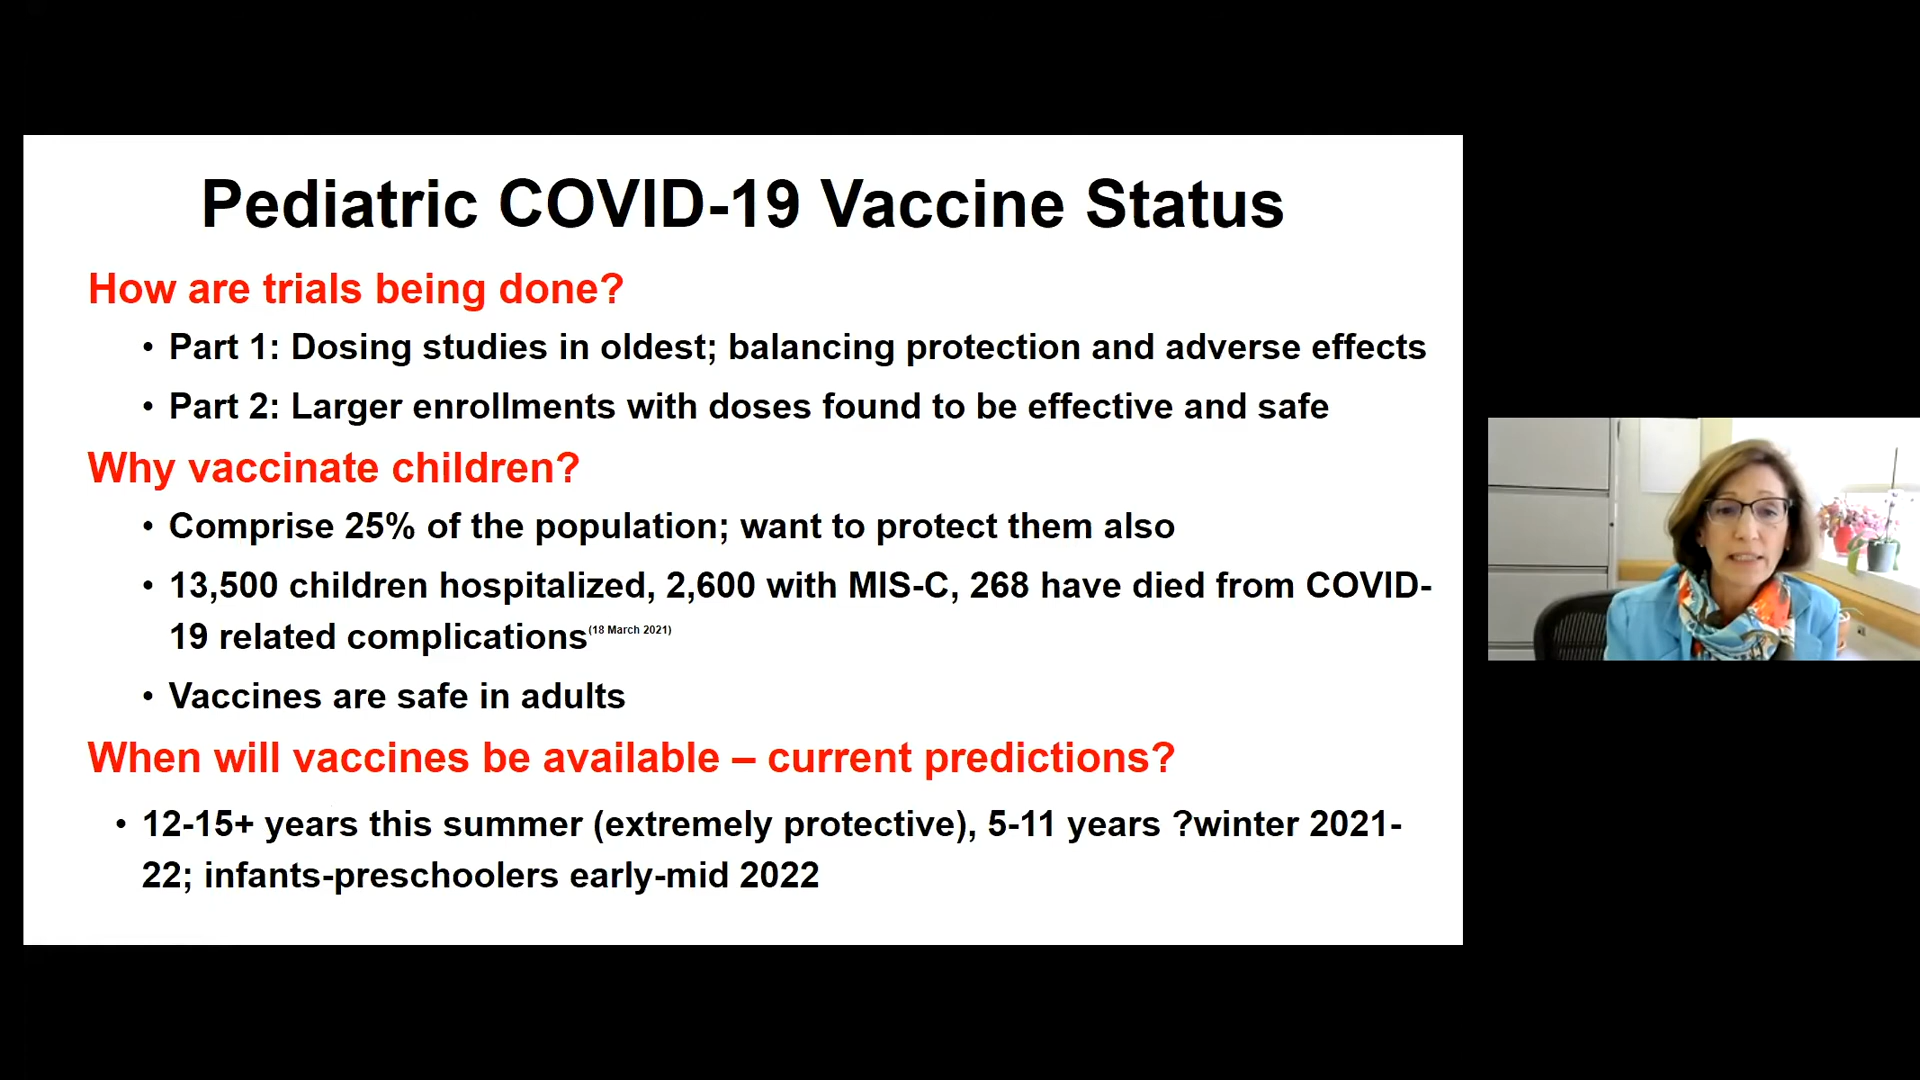 Pediatric COVID-19 Vaccine Status
How are trials being done?
• Part 1: Dosing studies in oldest; balancing protection and adverse effects
• Part 2: Larger enrollments with doses found to be effective and safe
Why vaccinate children?
• Comprise 25% of the population; want to protect them also
• 13,500 children hospitalized, 2,600 with MIS-C, 268 have died from COVID-
19 related complications(18 March 2021)
• Vaccines are safe in adults
When will vaccines be available – current predictions?
• 12-15+ years this summer (extremely protective), 5-11 years ?winter 2021-
22; infants-preschoolers early-mid 2022